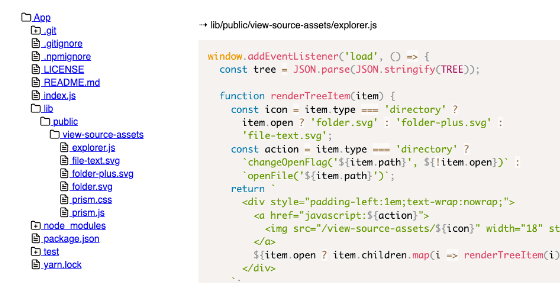 App
.git
.gitignore
.npmignore
LICENSE
README.md
index.js
lib
public
view-source-assets
explorer.js
file-text.svg
folder-plus.svg
folder.svg
prism.css
prism.js
node_modules
package.json
test
yarn.lock
→ lib/public/view-source-assets/explorer.js
window.addEventListener('load', () => {
const tree = JSON.parse(JSON.stringify(TREE));
function renderTreeItem(item) {
const icon = item.type === 'directory' ?
item.open ? 'folder.svg' : 'folder-plus.svg' :
'file-text.svg';
const action = item.type === 'directory' ?
`changeOpenFlag('${item.path}', ${!item.open})` :
`openFile('${item.path}')`;
return `
<div style="padding-left:1em;text-wrap:nowrap;">
<a href="javascript:${action}">
<img src="/view-source-assets/${icon}" width="18" st
</a>
${item.open ? item.children.map(i => renderTreeItem(i)
</div>
`;